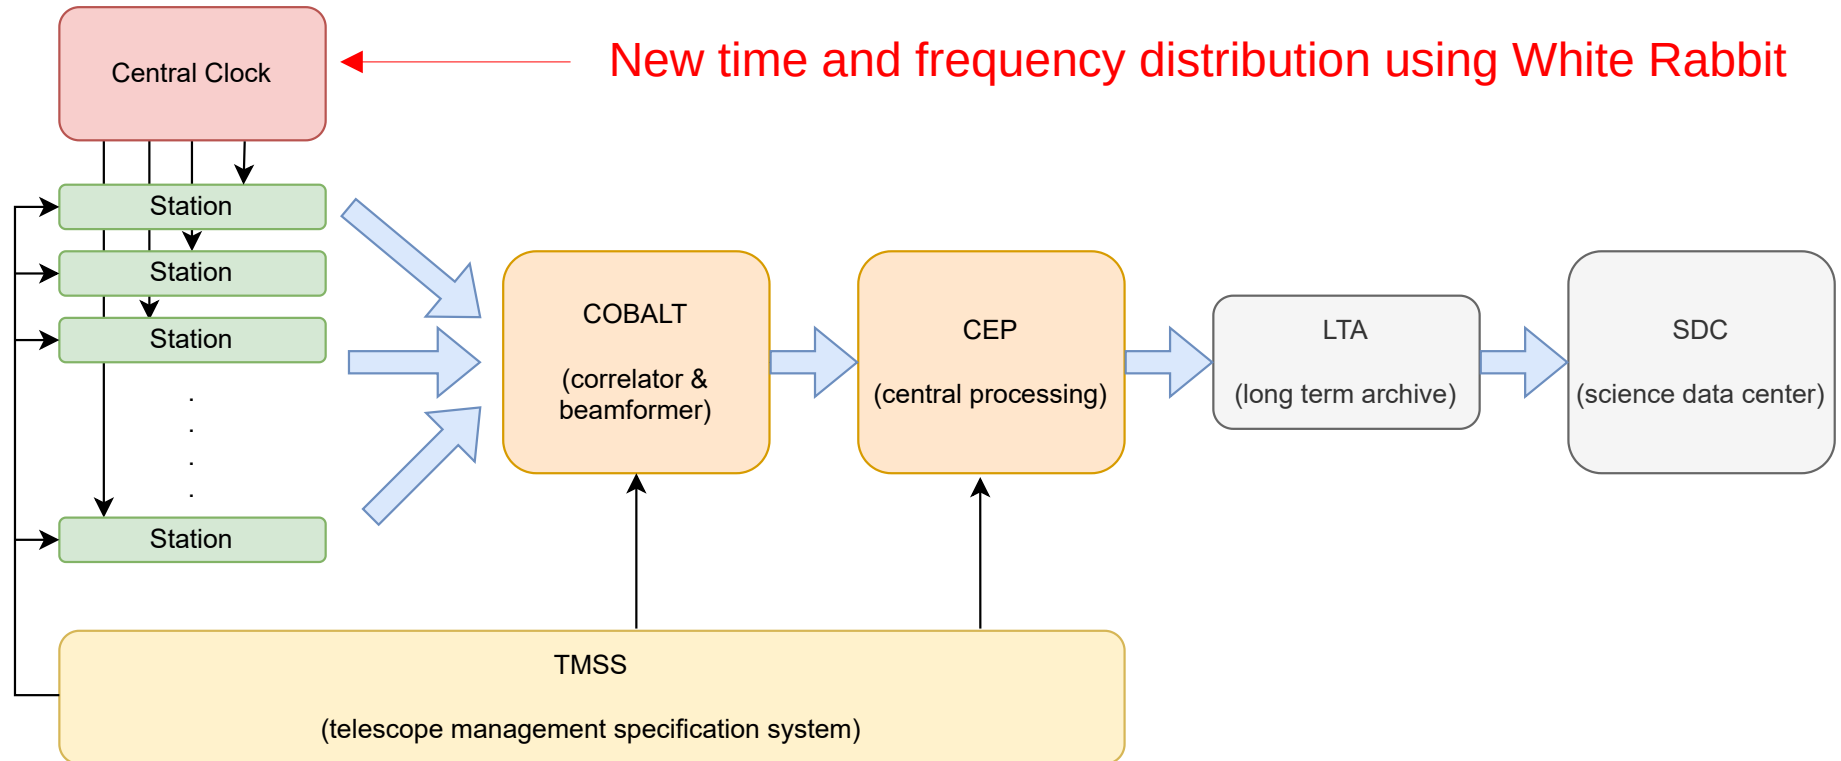 Central Clock
New time and frequency distribution using White Rabbit
Station
Station
Station
.
.
.
.
Station
COBALT
(correlator &
beamformer)
CEP
(central processing)
LTA
(long term archive)
SDC
(science data center)
TMSS
(telescope management specification system)